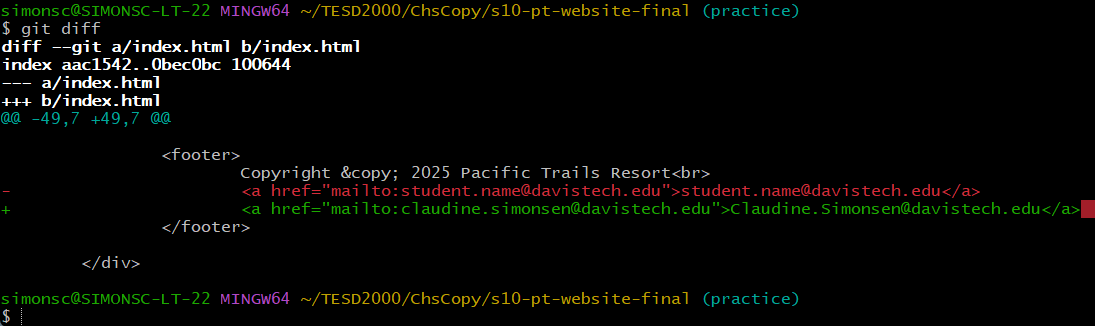 simonsc@SIMONSC-LT-22 MINGW64 ~/TESD2000/ChsCopy/s10-pt-website-final (practice)
$ git diff
diff --git a/index.html b/index.html
index aac1542..0bec0bc 100644
--- a/index.html
+++ b/index.html
@@ -49,7 +49,7 @@
<footer>
Copyright &copy; 2025 Pacific Trails Resort<br>
- <a href="mailto:student.name@davistech.edu">student.name@davistech.edu</a>
+ <a href="mailto:claudine.simonsen@davistech.edu">Claudine.Simonsen@davistech.edu</a>
</footer>
</div>
simonsc@SIMONSC-LT-22 MINGW64 ~/TESD2000/ChsCopy/s10-pt-website-final (practice)
$